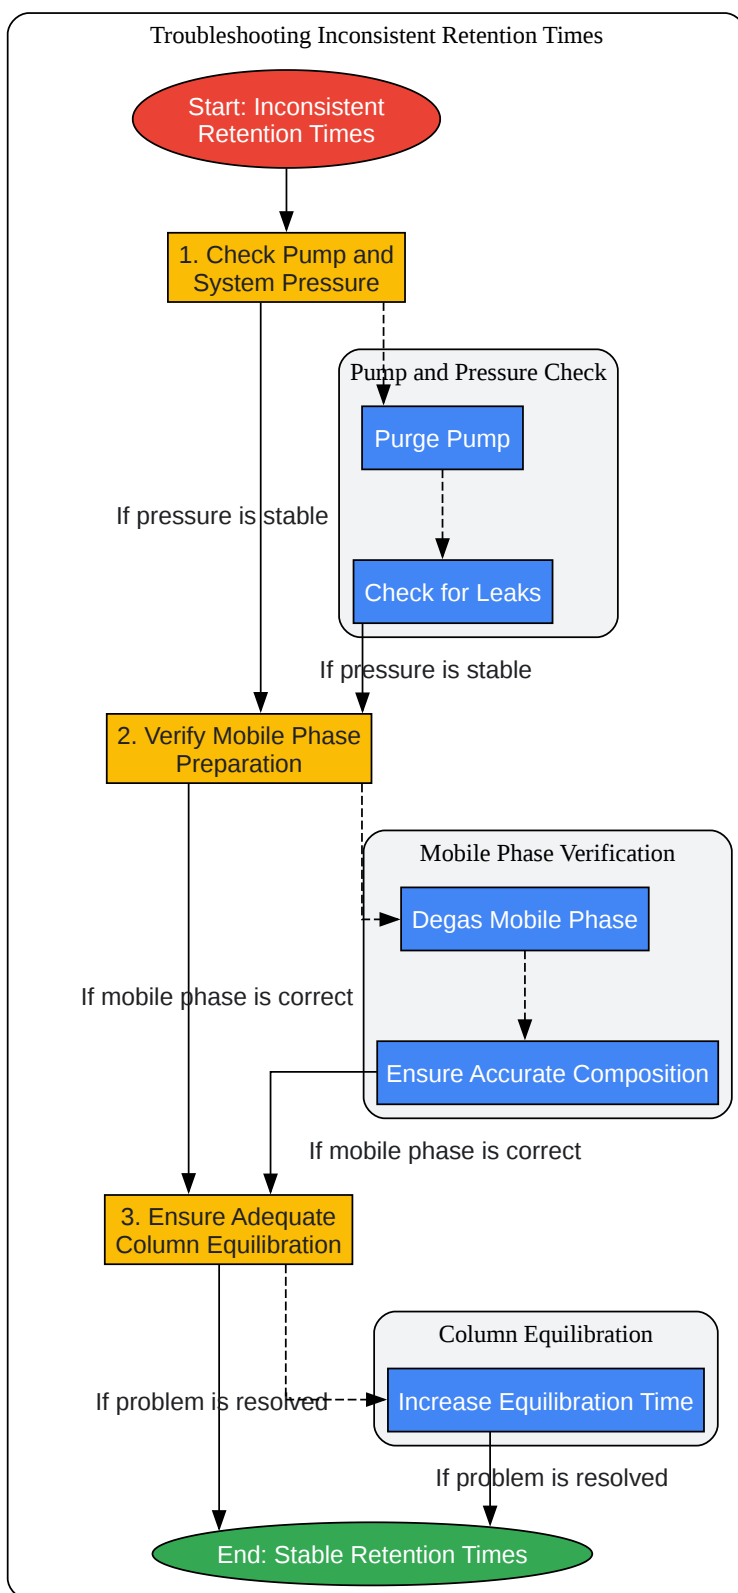 Troubleshooting Inconsistent Retention Times
Start: Inconsistent
Retention Times
1. Check Pump and
System Pressure
Pump and Pressure Check
Purge Pump
If pressure is stable
Check for Leaks
If pressure is stable
2. Verify Mobile Phase
Preparation
Mobile Phase Verification
Degas Mobile Phase
If mobile phase is correct
Ensure Accurate Composition
If mobile phase is correct
3. Ensure Adequate
Column Equilibration
Column Equilibration
If problem is resolved
Increase Equilibration Time
If problem is resolved
End: Stable Retention Times